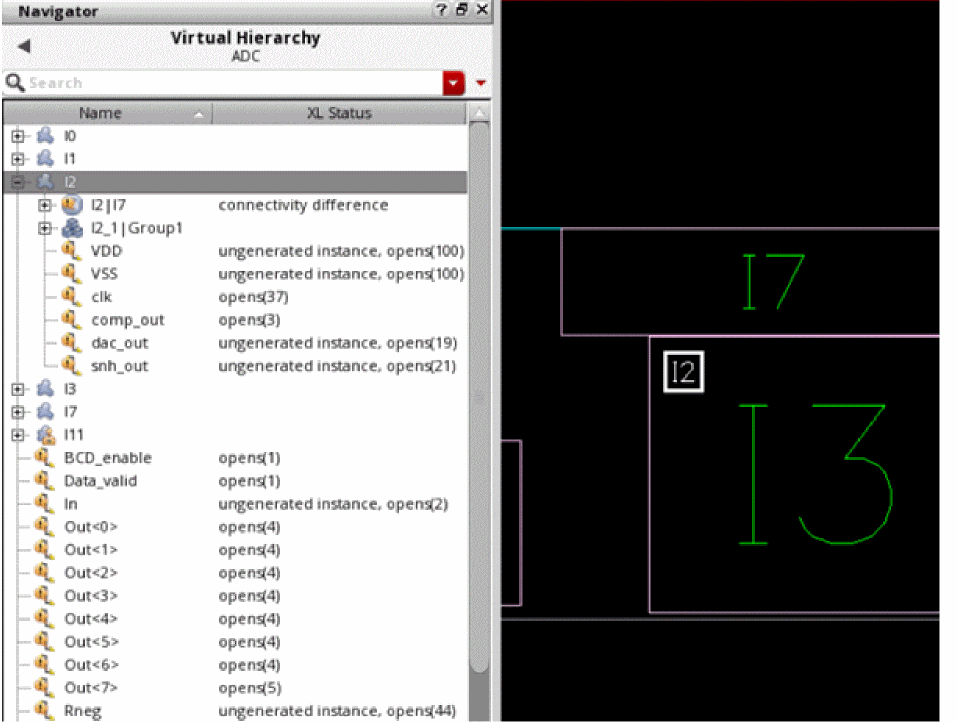 Navigator ? ×
Virtual Hierarchy
ADC
Search
Name XL Status
I0
I1
I2
I2|I7 connectivity difference
I2_1|Group1
VDD ungenerated instance, opens(100)
VSS ungenerated instance, opens(100)
clk opens(37)
comp_out opens(3)
dac_out ungenerated instance, opens(19)
snh_out ungenerated instance, opens(21)
I3
I7
I11
BCD_enable opens(1)
Data_valid opens(1)
In ungenerated instance, opens(2)
Out<0> opens(4)
Out<1> opens(4)
Out<2> opens(4)
Out<3> opens(4)
Out<4> opens(4)
Out<5> opens(4)
Out<6> opens(4)
Out<7> opens(5)
Rneg ungenerated instance, opens(44)
I7
I2
I3